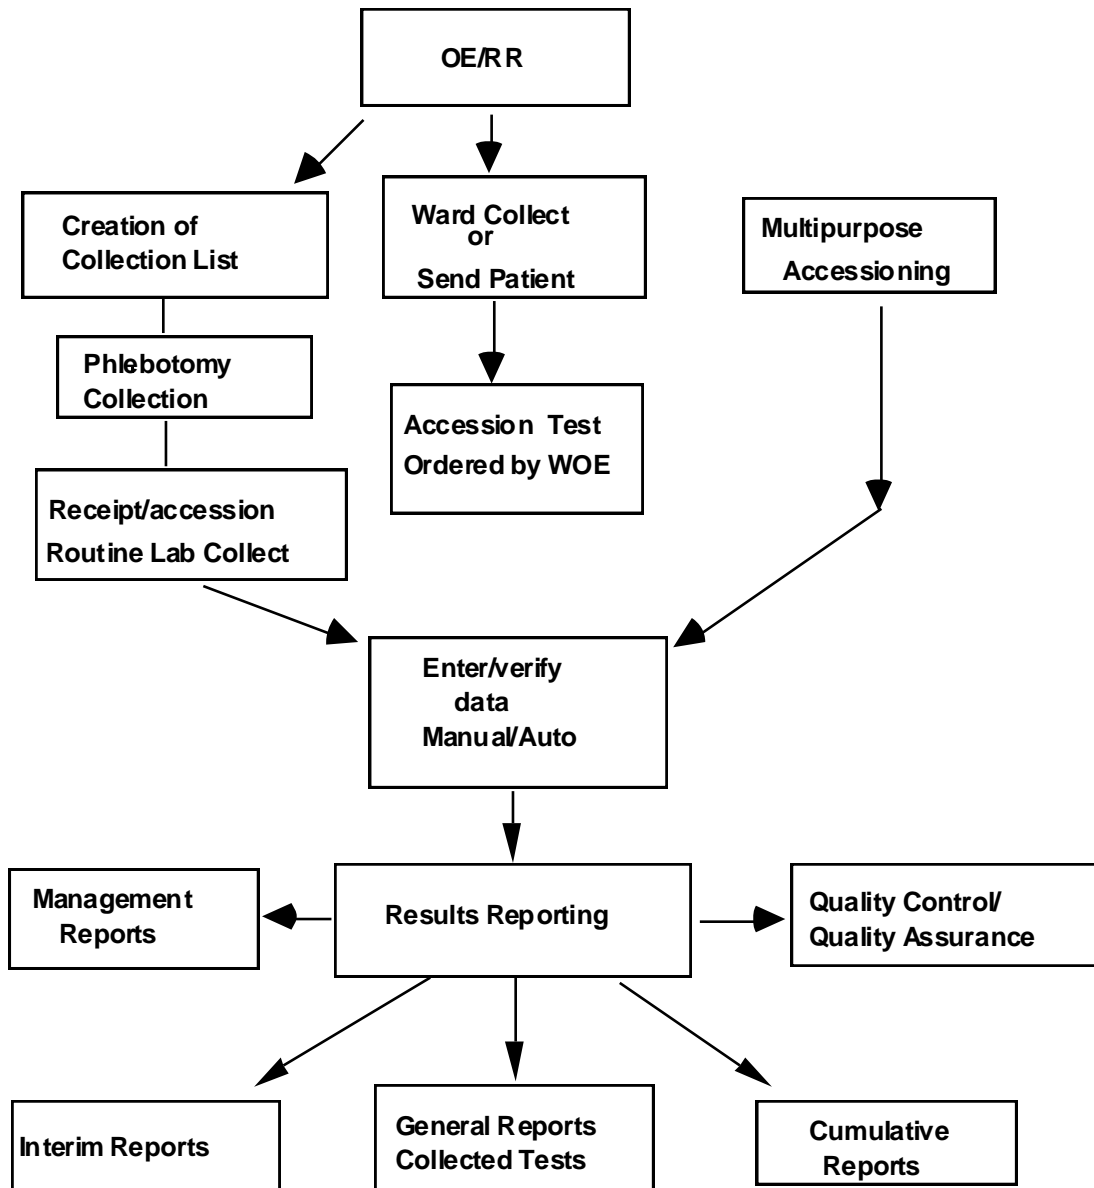 OE/RR
Creation of
Collection List
Ward Collect
or
Send Patient
Multipurpose
Accessioning
Phlebotomy
Collection
Accession Test
Ordered by WOE
Receipt/accession
Routine Lab Collect
Enter/verify
data
Manual/Auto
Management
Reports
Results Reporting
Quality Control/
Quality Assurance
Interim Reports
General Reports
Collected Tests
Cumulative
Reports